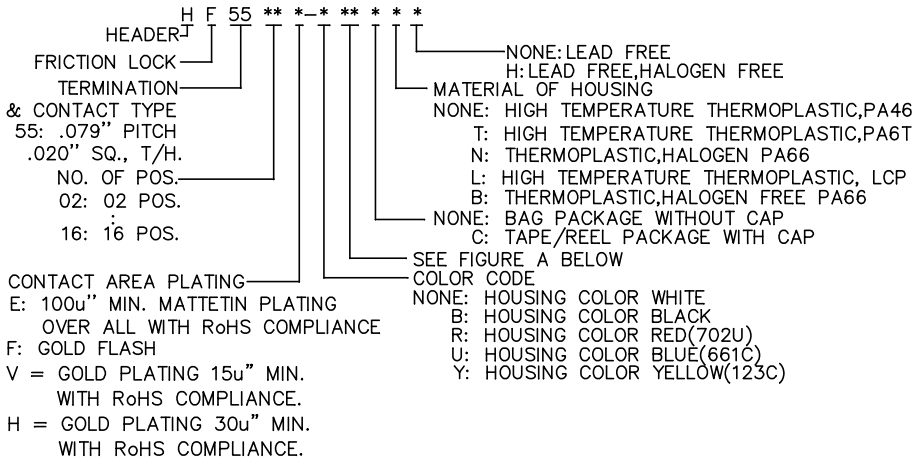 H F 55 ** *-* ** * * *
HEADER
FRICTION LOCK
TERMINATION
& CONTACT TYPE
55: .079" PITCH
.020" SQ., T/H.
NO. OF POS.
02: 02 POS.
:
16: 16 POS.
CONTACT AREA PLATING
E: 100u" MIN. MATTETIN PLATING
OVER ALL WITH RoHS COMPLIANCE
F: GOLD FLASH
V = GOLD PLATING 15u" MIN.
WITH RoHS COMPLIANCE.
H = GOLD PLATING 30u" MIN.
WITH RoHS COMPLIANCE.
NONE: LEAD FREE
H: LEAD FREE,HALOGEN FREE
MATERIAL OF HOUSING
NONE: HIGH TEMPERATURE THERMOPLASTIC,PA46
T: HIGH TEMPERATURE THERMOPLASTIC,PA6T
N: THERMOPLASTIC,HALOGEN PA66
L: HIGH TEMPERATURE THERMOPLASTIC, LCP
B: THERMOPLASTIC,HALOGEN FREE PA66
NONE: BAG PACKAGE WITHOUT CAP
C: TAPE/REEL PACKAGE WITH CAP
SEE FIGURE A BELOW
COLOR CODE
NONE: HOUSING COLOR WHITE
B: HOUSING COLOR BLACK
R: HOUSING COLOR RED(702U)
U: HOUSING COLOR BLUE(661C)
Y: HOUSING COLOR YELLOW(123C)